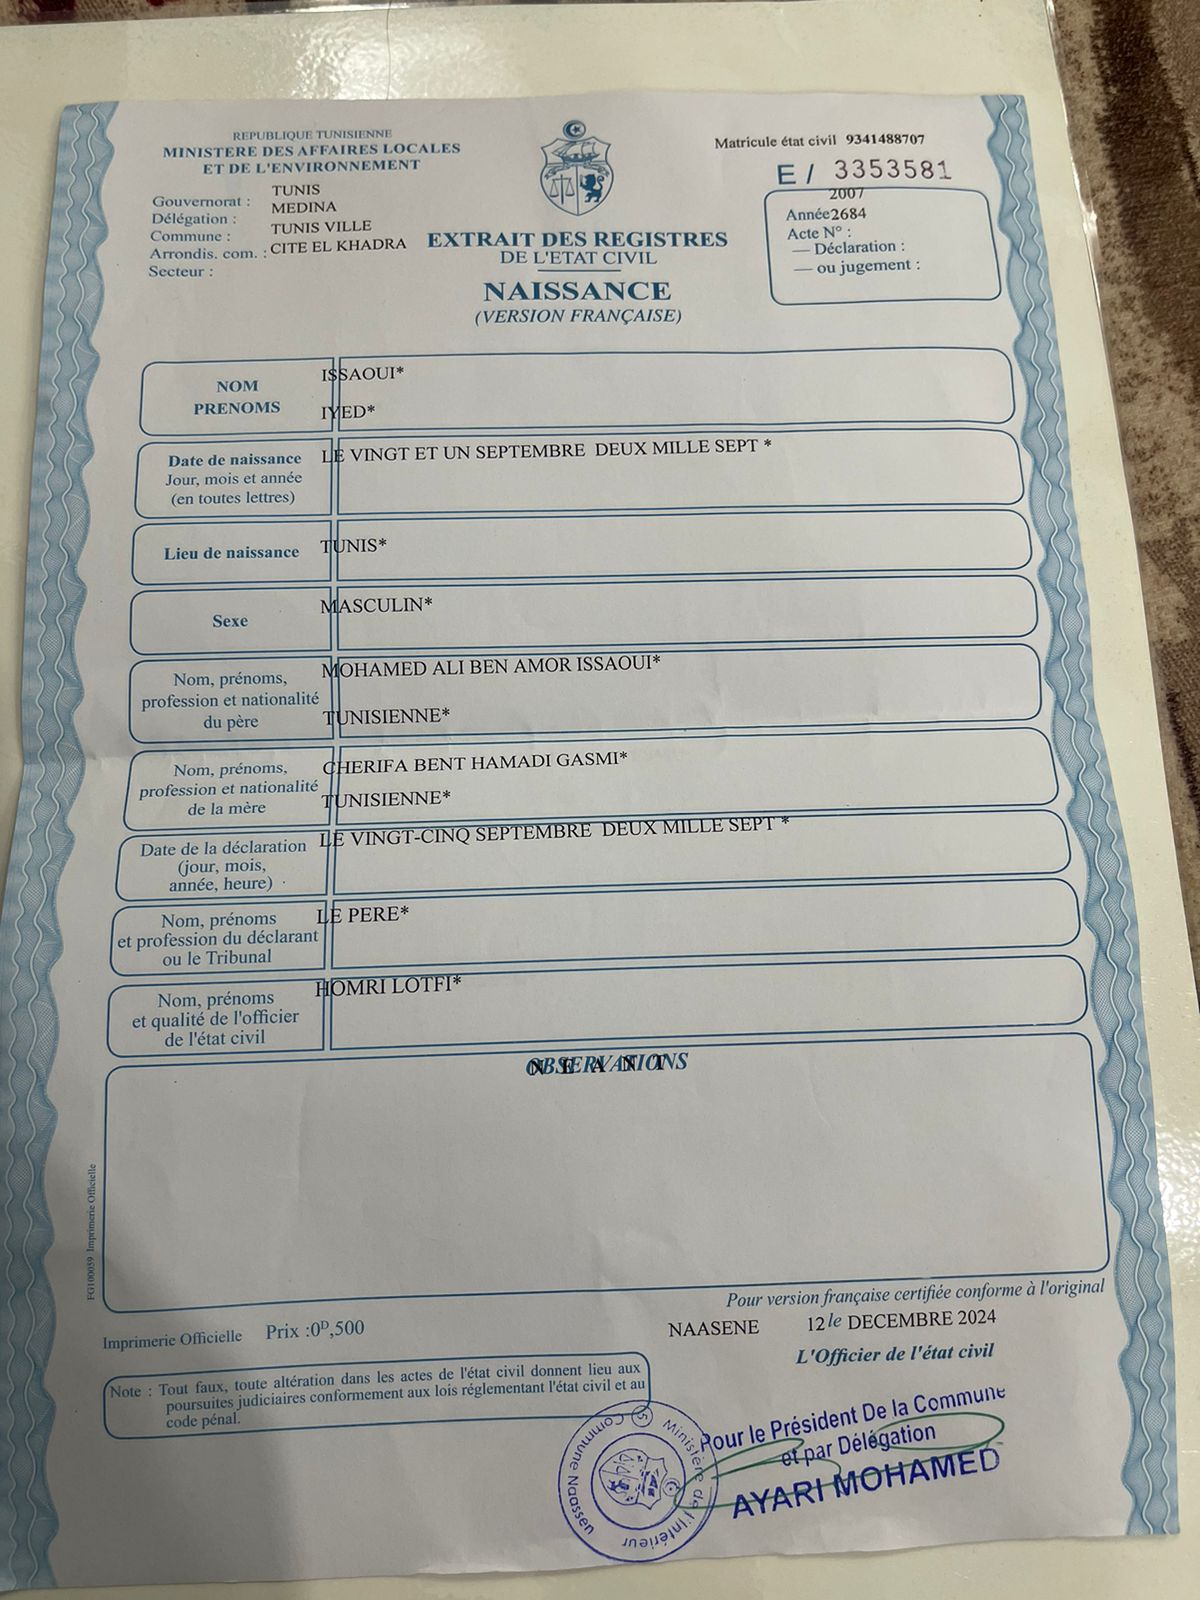 REPUBLIQUE TUNISIENNE
MINISTERE DES AFFAIRES LOCALES
ET DE L'ENVIRONNEMENT
Gouvernorat : TUNIS
Délégation : MEDINA
Commune : TUNIS VILLE
Arrondis. com. : CITE EL KHADRA
Secteur :
EXTRAIT DES REGISTRES
DE L'ETAT CIVIL
NAISSANCE
(VERSION FRANÇAISE)
Matricule état civil 9341488707
E / 3353581
2007
Année 2684
Acte N° :
— Déclaration :
— ou jugement :
NOM ISSAOUI*
PRENOMS IYED*
Date de naissance LE VINGT ET UN SEPTEMBRE DEUX MILLE SEPT *
Jour, mois et année
(en toutes lettres)
Lieu de naissance TUNIS*
Sexe MASCULIN*
Nom, prénoms, MOHAMED ALI BEN AMOR ISSAOUI*
profession et nationalité
du père TUNISIENNE*
Nom, prénoms, CHERIFA BENT HAMADI GASMI*
profession et nationalité
de la mère TUNISIENNE*
Date de la déclaration LE VINGT-CINQ SEPTEMBRE DEUX MILLE SEPT *
(jour, mois,
année, heure)
Nom, prénoms LE PERE*
et profession du déclarant
ou le Tribunal
Nom, prénoms HOMRI LOTFI*
et qualité de l'officier
de l'état civil
OBSERVATIONS
N E A N T
FG100059 Imprimerie Officielle
Pour version française certifiée conforme à l'original
Imprimerie Officielle Prix :0ᴰ,500
NAASENE 12 le DECEMBRE 2024
L'Officier de l'état civil
Note : Tout faux, toute altération dans les actes de l'état civil donnent lieu aux
poursuites judiciaires conformement aux lois réglementant l'état civil et au
code pénal.
Pour le Président De la Commune
et par Délégation
AYARI MOHAMED
Ministère de l'Intérieur
Commune Naassen
5